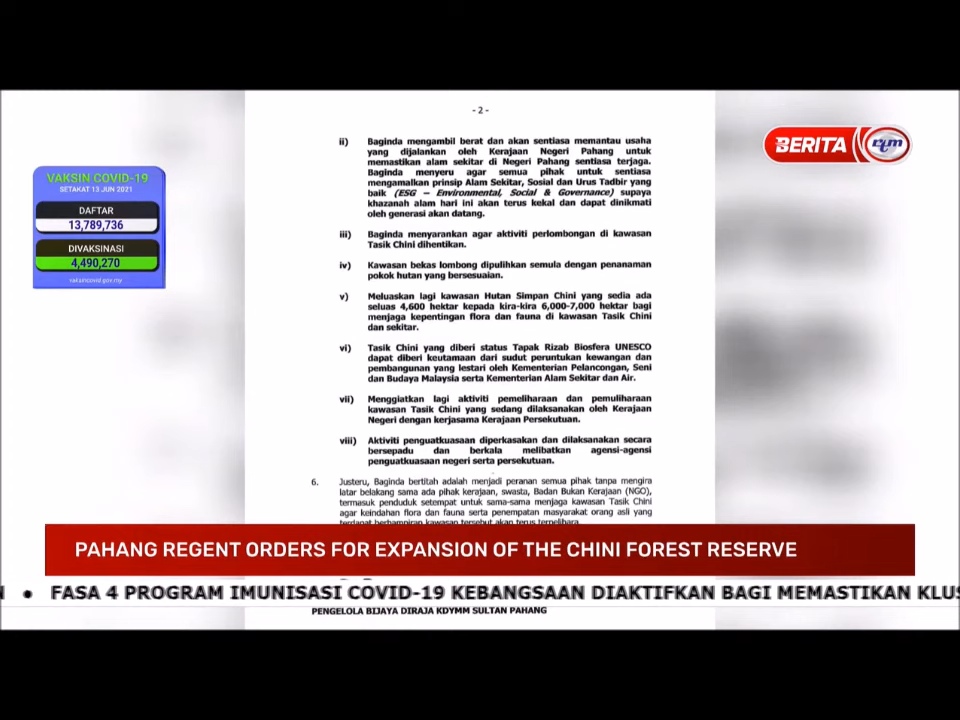 - 2 -
ii) Baginda mengambil berat dan akan sentiasa memantau usaha
yang dijalankan oleh Kerajaan Negeri Pahang untuk
memastikan alam sekitar di Negeri Pahang sentiasa terjaga.
Baginda menyeru agar semua pihak untuk sentiasa
mengamalkan prinsip Alam Sekitar, Sosial dan Urus Tadbir yang
baik (ESG – Environmental, Social & Governance) supaya
khazanah alam hari ini akan terus kekal dan dapat dinikmati
oleh generasi akan datang.
iii) Baginda menyarankan agar aktiviti perlombongan di kawasan
Tasik Chini dihentikan.
iv) Kawasan bekas lombong dipulihkan semula dengan penanaman
pokok hutan yang bersesuaian.
v) Meluaskan lagi kawasan Hutan Simpan Chini yang sedia ada
seluas 4,600 hektar kepada kira-kira 6,000-7,000 hektar bagi
menjaga kepentingan flora dan fauna di kawasan Tasik Chini
dan sekitar.
vi) Tasik Chini yang diberi status Tapak Rizab Biosfera UNESCO
dapat diberi keutamaan dari sudut peruntukan kewangan dan
pembangunan yang lestari oleh Kementerian Pelancongan, Seni
dan Budaya Malaysia serta Kementerian Alam Sekitar dan Air.
vii) Menggiatkan lagi aktiviti pemeliharaan dan pemuliharaan
kawasan Tasik Chini yang sedang dilaksanakan oleh Kerajaan
Negeri dengan kerjasama Kerajaan Persekutuan.
viii) Aktiviti penguatkuasaan diperkasakan dan dilaksanakan secara
bersepadu dan berkala melibatkan agensi-agensi
penguatkuasaan negeri serta persekutuan.
6. Justeru, Baginda bertitah adalah menjadi peranan semua pihak tanpa mengira
latar belakang sama ada pihak kerajaan, swasta, Badan Bukan Kerajaan (NGO),
termasuk penduduk setempat untuk sama-sama menjaga kawasan Tasik Chini
agar keindahan flora dan fauna serta penempatan masyarakat orang asli yang
terdapat berhampiran kawasan tersebut akan terus terpelihara.
BERITA rtm
VAKSIN COVID-19
SETAKAT 13 JUN 2021
DAFTAR
13,789,736
DIVAKSINASI
4,490,270
vaksincovid.gov.my
PAHANG REGENT ORDERS FOR EXPANSION OF THE CHINI FOREST RESERVE
N • FASA 4 PROGRAM IMUNISASI COVID-19 KEBANGSAAN DIAKTIFKAN BAGI MEMASTIKAN KLUS
PENGELOLA BIJAYA DIRAJA KDYMM SULTAN PAHANG